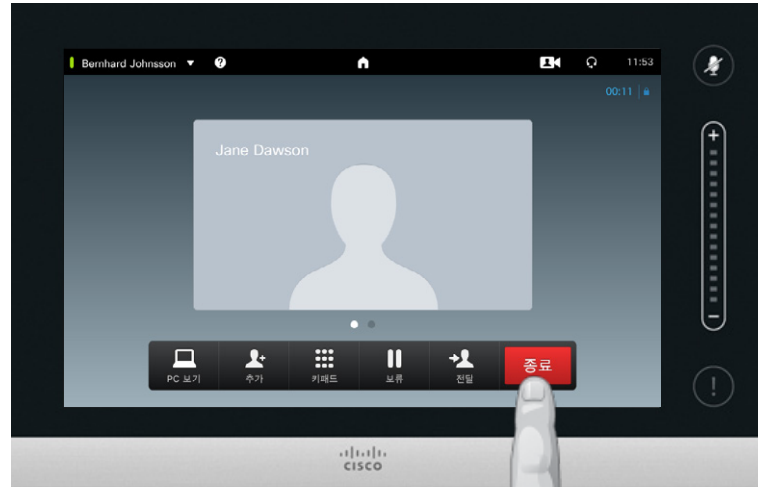 Bernhard Johnsson
11:53
00:11
Jane Dawson
PC 보기
추가
키패드
보류
전달
종료
CISCO